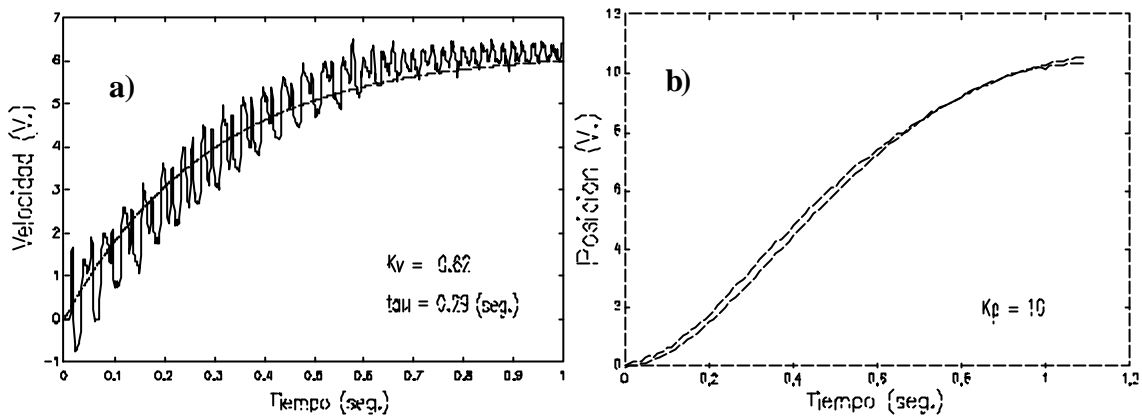 7
6
5
4
3
2
1
0
-1
Velocidad (V.)
a)
Kv = 0.62
tau = 0.29 (seg.)
0 0.1 0.2 0.3 0.4 0.5 0.6 0.7 0.8 0.9 1
Tiempo (seg.)
12
10
8
6
4
2
0
Posición (V.)
b)
Kp = 10
0 0.2 0.4 0.6 0.8 1 1.2
Tiempo (seg.)